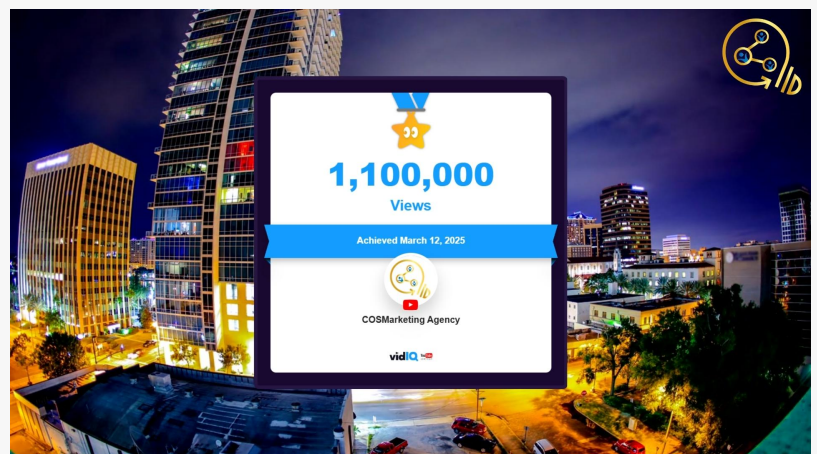 1,100,000
Views
Achieved March 12, 2025
COSMarketing Agency
vidIQ